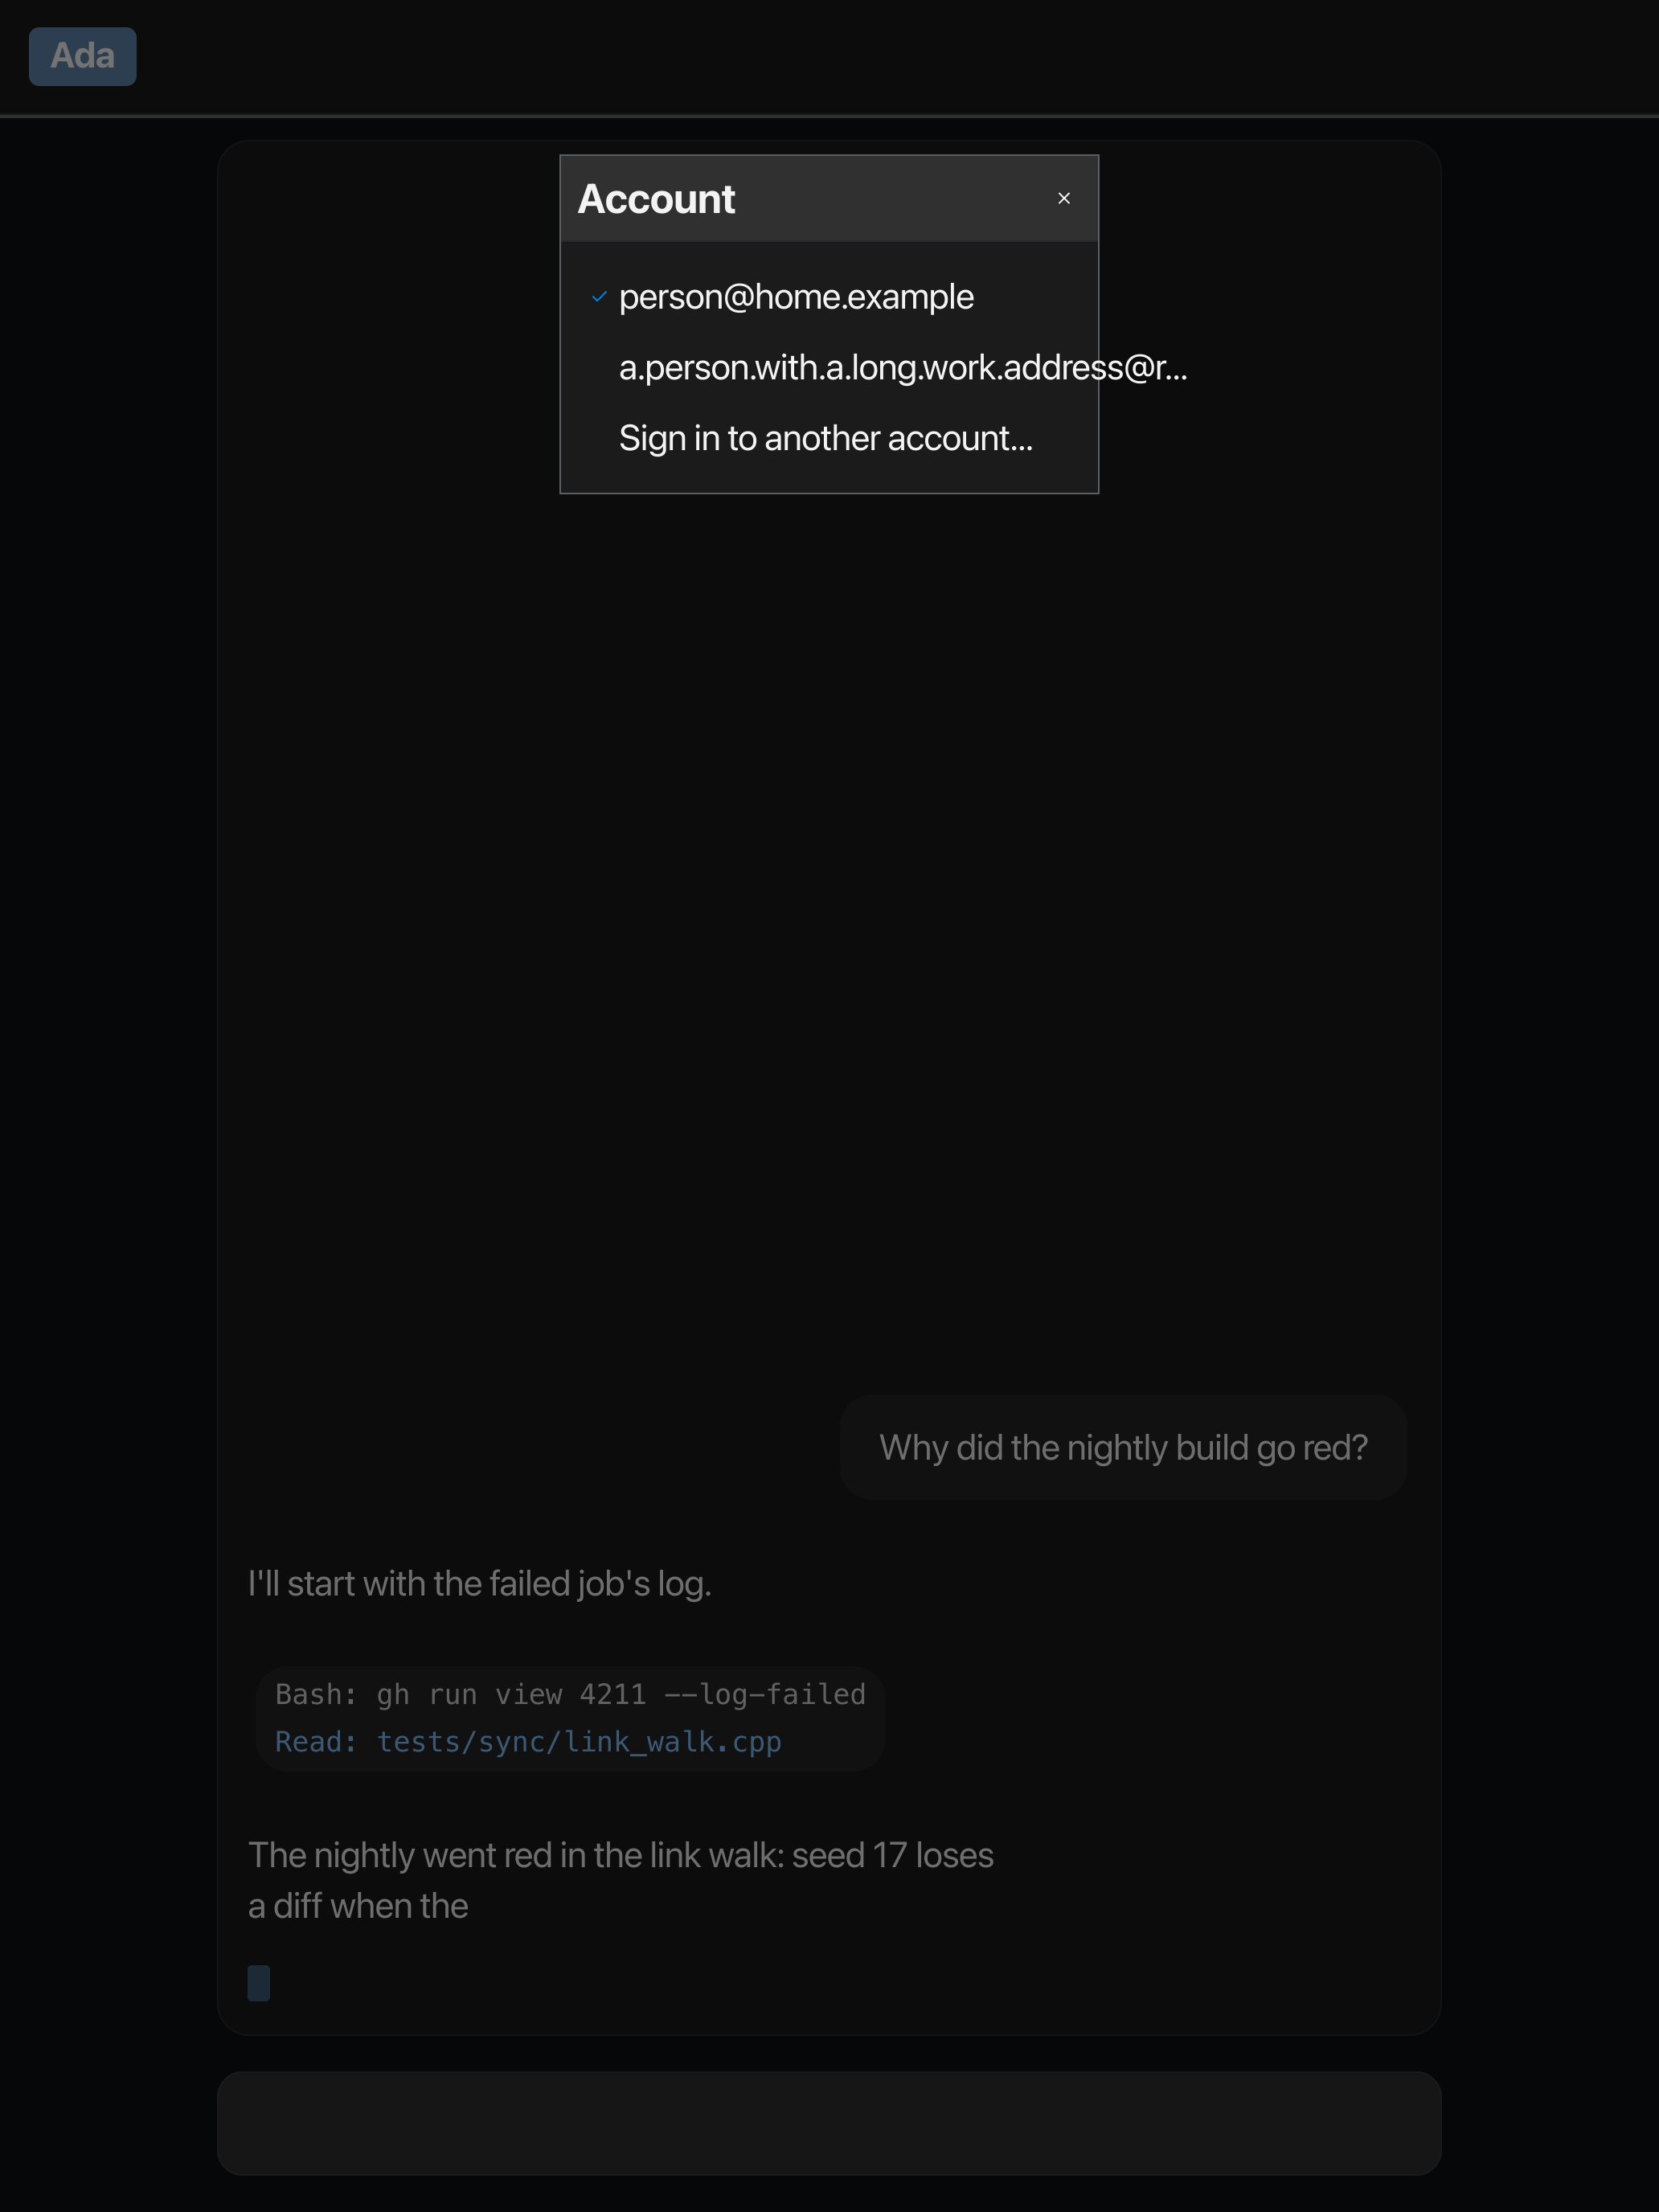 Ada
Account
person@home.example
a.person.with.a.long.work.address@r...
Sign in to another account...
Why did the nightly build go red?
I'll start with the failed job's log.
Bash: gh run view 4211 --log-failed
Read: tests/sync/link_walk.cpp
The nightly went red in the link walk: seed 17 loses
a diff when the